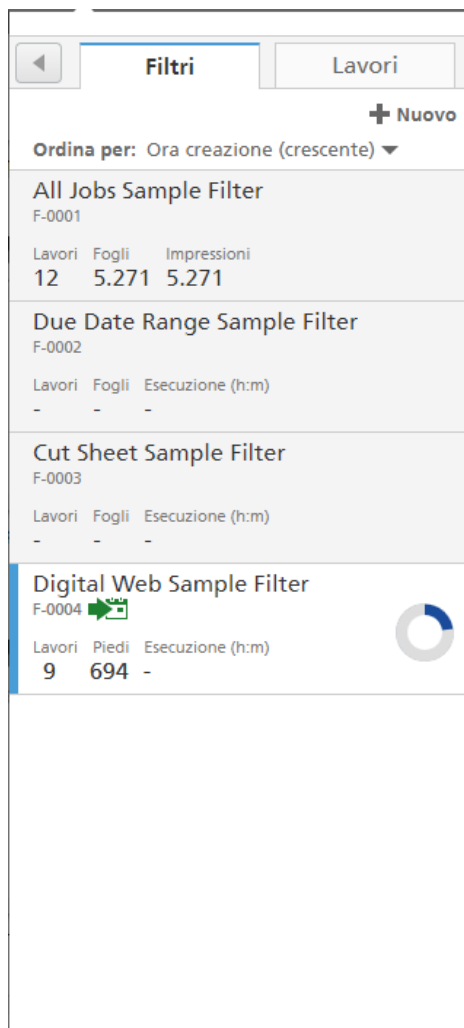 Filtri Lavori
Nuovo
Ordina per: Ora creazione (crescente)
All Jobs Sample Filter
F-0001
Lavori Fogli Impressioni
12 5.271 5.271
Due Date Range Sample Filter
F-0002
Lavori Fogli Esecuzione (h:m)
- - -
Cut Sheet Sample Filter
F-0003
Lavori Fogli Esecuzione (h:m)
- - -
Digital Web Sample Filter
F-0004
Lavori Piedi Esecuzione (h:m)
9 694 -